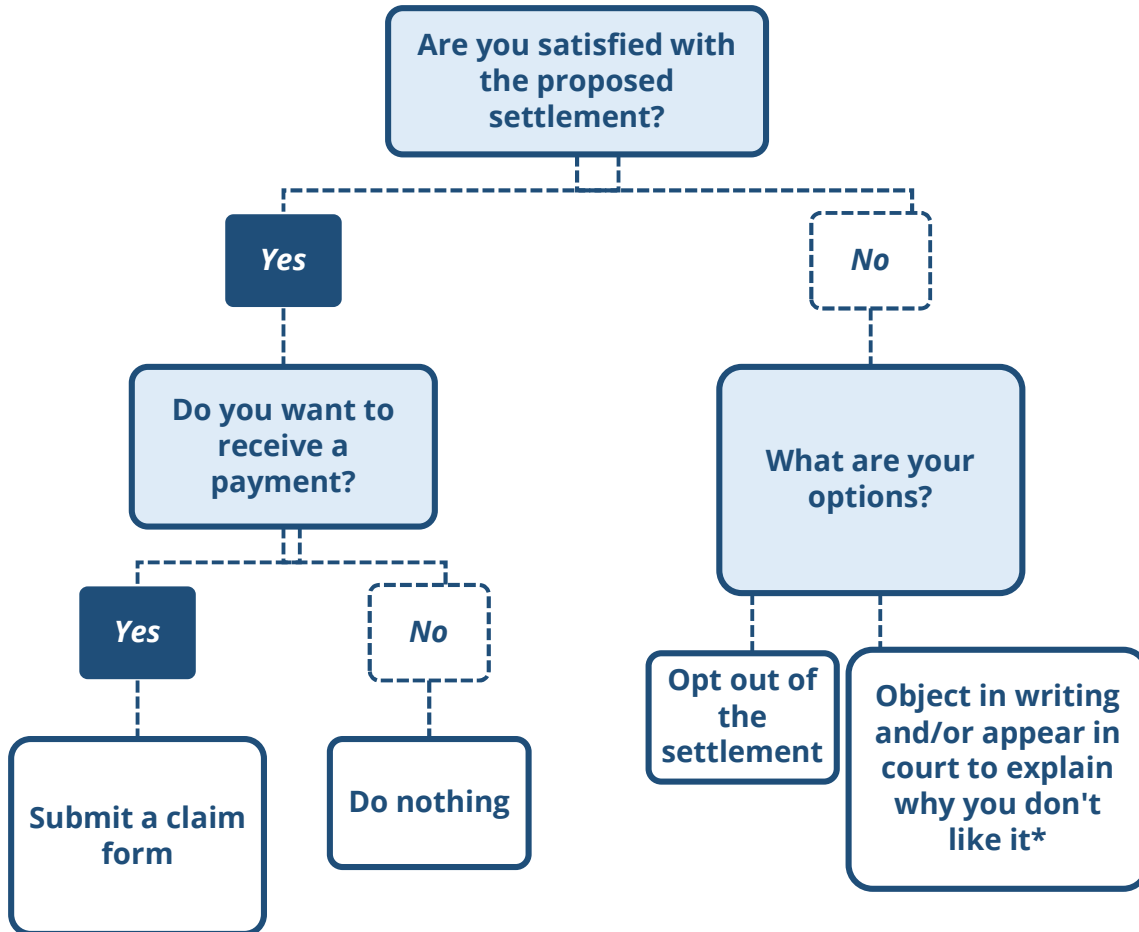 Are you satisfied with
the proposed
settlement?
Yes
No
Do you want to
receive a
payment?
What are your
options?
Yes
No
Submit a claim
form
Do nothing
Opt out of
the
settlement
Object in writing
and/or appear in
court to explain
why you don't
like it*